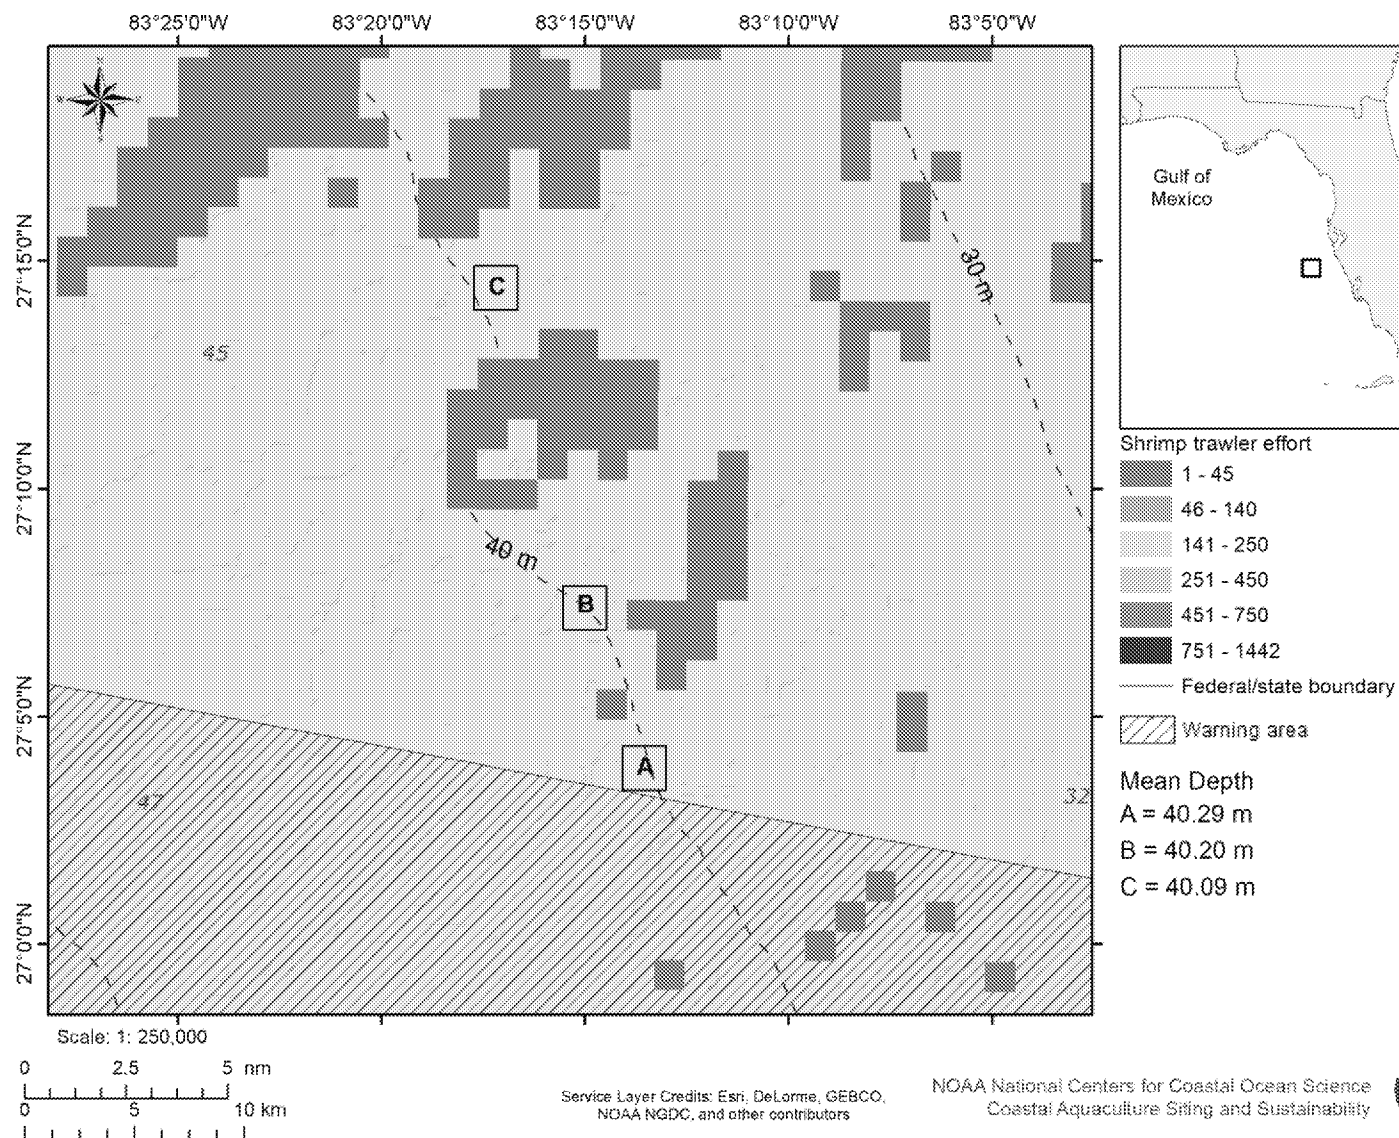 83°25'0"W 83°20'0"W 83°15'0"W 83°10'0"W 83°5'0"W
27°15'0"N
27°10'0"N
27°5'0"N
27°0'0"N
30 m
C
45
40 m
B
A
47
32
Gulf of
Mexico
Shrimp trawler effort
1 - 45
46 - 140
141 - 250
251 - 450
451 - 750
751 - 1442
Federal/state boundary
Warning area
Mean Depth
A = 40.29 m
B = 40.20 m
C = 40.09 m
Scale: 1: 250,000
0 2.5 5 nm
0 5 10 km
Service Layer Credits: Esri, DeLorme, GEBCO,
NOAA NGDC, and other contributors
NOAA National Centers for Coastal Ocean Science
Coastal Aquaculture Siting and Sustainability